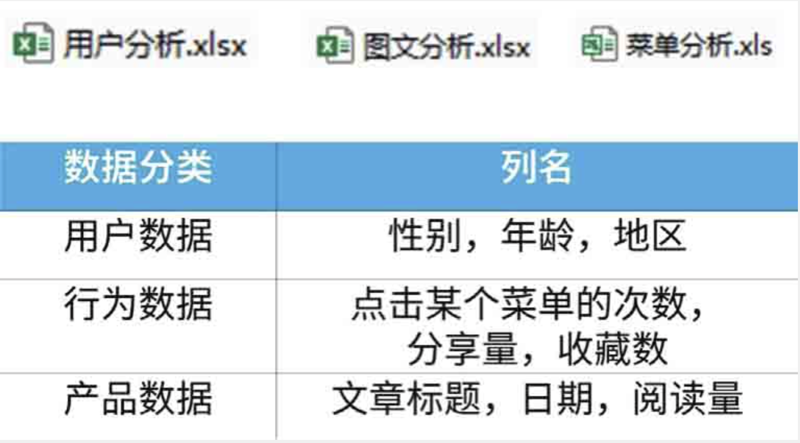 用户分析.xlsx 图文分析.xlsx 菜单分析.xls
数据分类 列名
用户数据 性别，年龄，地区
行为数据 点击某个菜单的次数，
分享量，收藏数
产品数据 文章标题，日期，阅读量